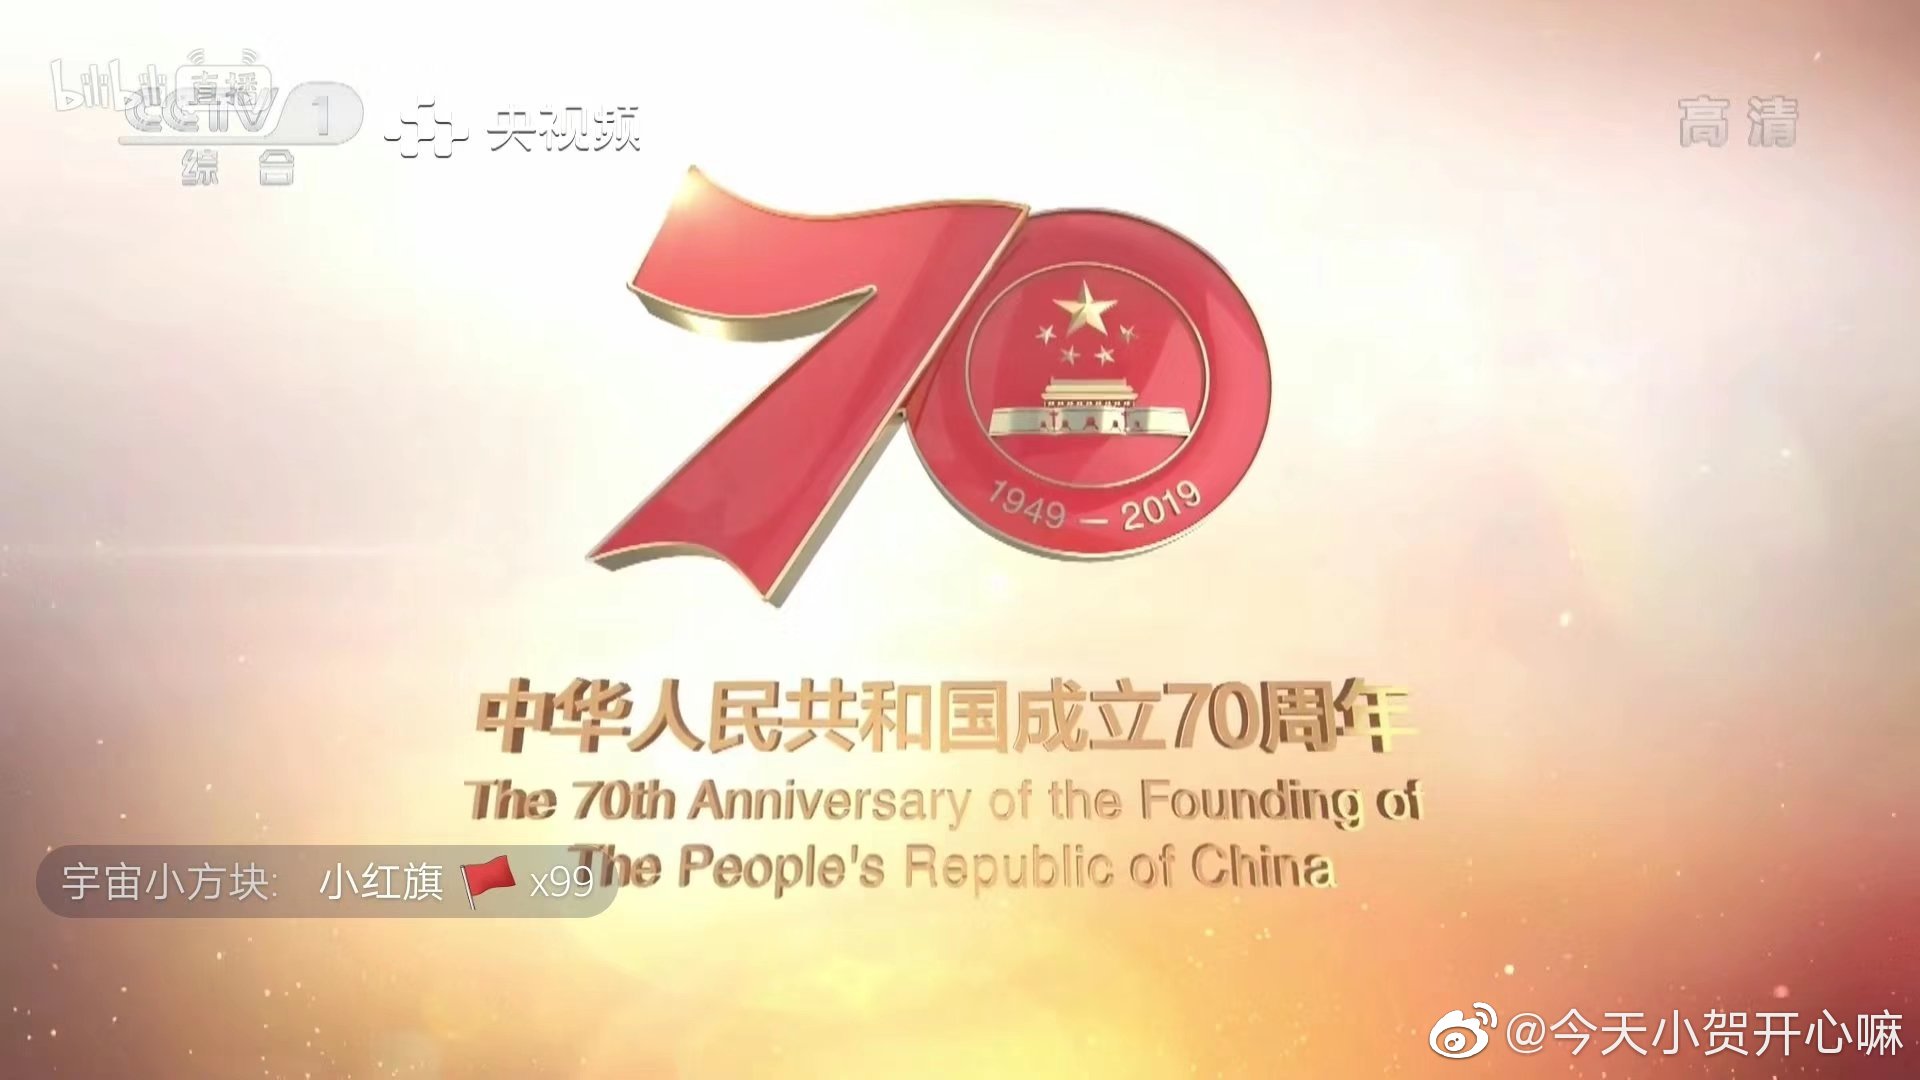 bilibili 直播
CCTV 1
综合
央视频
高清
1949 — 2019
中华人民共和国成立70周年
The 70th Anniversary of the Founding of
The People's Republic of China
宇宙小方块: 小红旗 x99
@今天小贺开心嘛